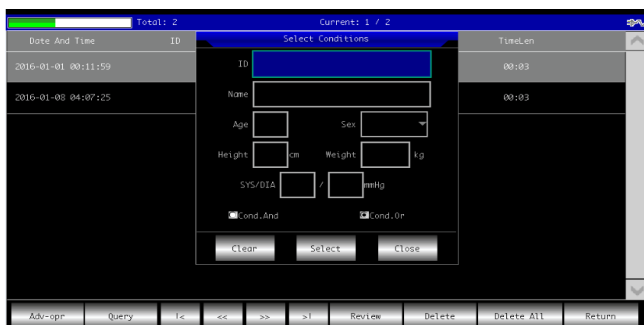 Total: 2 Current: 1 / 2
Date And Time ID Select Conditions TimeLen
2016-01-01 00:11:59 ID 00:03
2016-01-08 04:07:25 Name 00:03
Age Sex
Height cm Weight kg
SYS/DIA / mmHg
Cond.And Cond.Or
Clear Select Close
Adv-opr Query |< << >> >| Review Delete Delete All Return